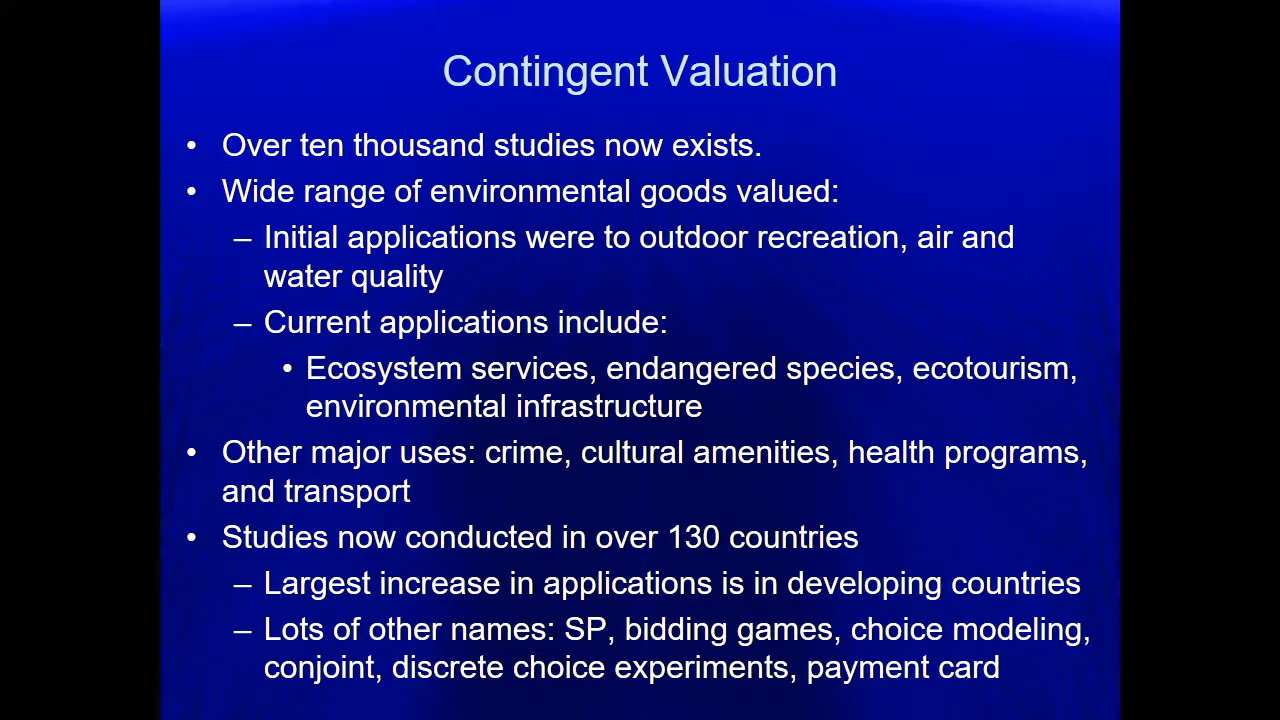 Contingent Valuation
• Over ten thousand studies now exists.
• Wide range of environmental goods valued:
– Initial applications were to outdoor recreation, air and
water quality
– Current applications include:
• Ecosystem services, endangered species, ecotourism,
environmental infrastructure
• Other major uses: crime, cultural amenities, health programs,
and transport
• Studies now conducted in over 130 countries
– Largest increase in applications is in developing countries
– Lots of other names: SP, bidding games, choice modeling,
conjoint, discrete choice experiments, payment card